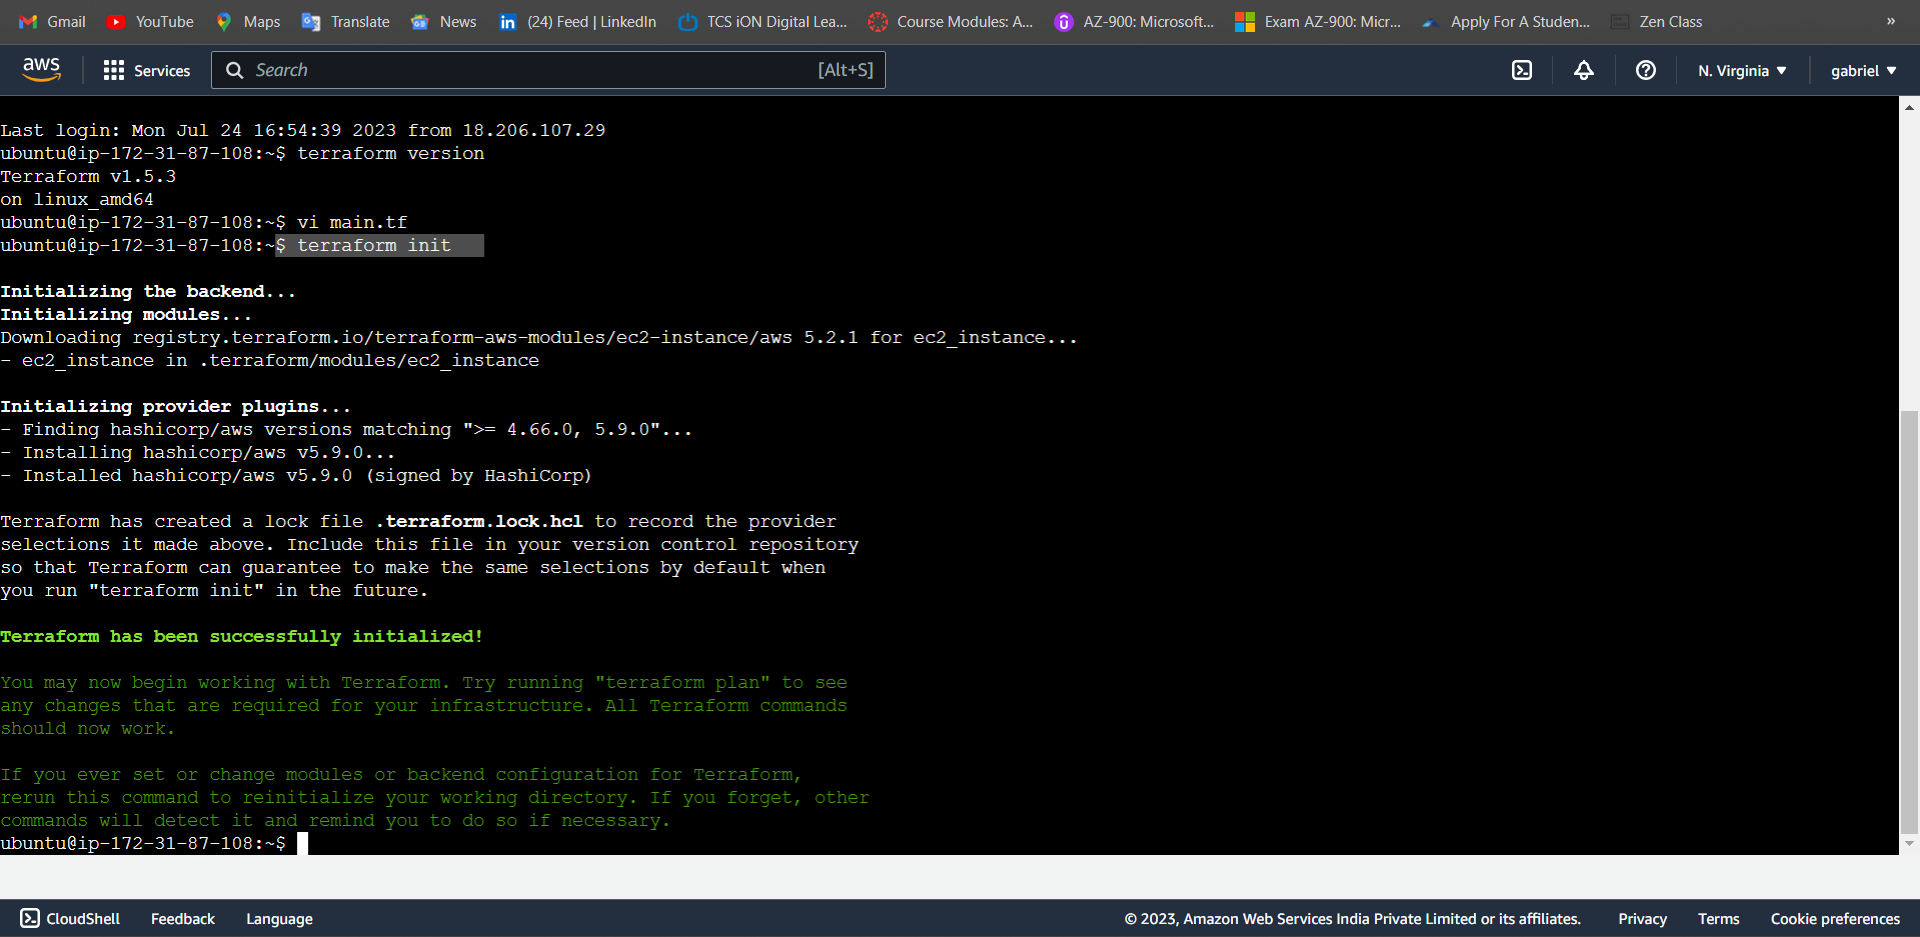 Gmail YouTube Maps Translate News (24) Feed | LinkedIn TCS iON Digital Lea... Course Modules: A... AZ-900: Microsoft... Exam AZ-900: Micr... Apply For A Studen... Zen Class »
aws Services Search [Alt+S] N. Virginia gabriel
Last login: Mon Jul 24 16:54:39 2023 from 18.206.107.29
ubuntu@ip-172-31-87-108:~$ terraform version
Terraform v1.5.3
on linux_amd64
ubuntu@ip-172-31-87-108:~$ vi main.tf
ubuntu@ip-172-31-87-108:~$ terraform init
Initializing the backend...
Initializing modules...
Downloading registry.terraform.io/terraform-aws-modules/ec2-instance/aws 5.2.1 for ec2_instance...
- ec2_instance in .terraform/modules/ec2_instance
Initializing provider plugins...
- Finding hashicorp/aws versions matching ">= 4.66.0, 5.9.0"...
- Installing hashicorp/aws v5.9.0...
- Installed hashicorp/aws v5.9.0 (signed by HashiCorp)
Terraform has created a lock file .terraform.lock.hcl to record the provider
selections it made above. Include this file in your version control repository
so that Terraform can guarantee to make the same selections by default when
you run "terraform init" in the future.
Terraform has been successfully initialized!
You may now begin working with Terraform. Try running "terraform plan" to see
any changes that are required for your infrastructure. All Terraform commands
should now work.
If you ever set or change modules or backend configuration for Terraform,
rerun this command to reinitialize your working directory. If you forget, other
commands will detect it and remind you to do so if necessary.
ubuntu@ip-172-31-87-108:~$
CloudShell Feedback Language © 2023, Amazon Web Services India Private Limited or its affiliates. Privacy Terms Cookie preferences